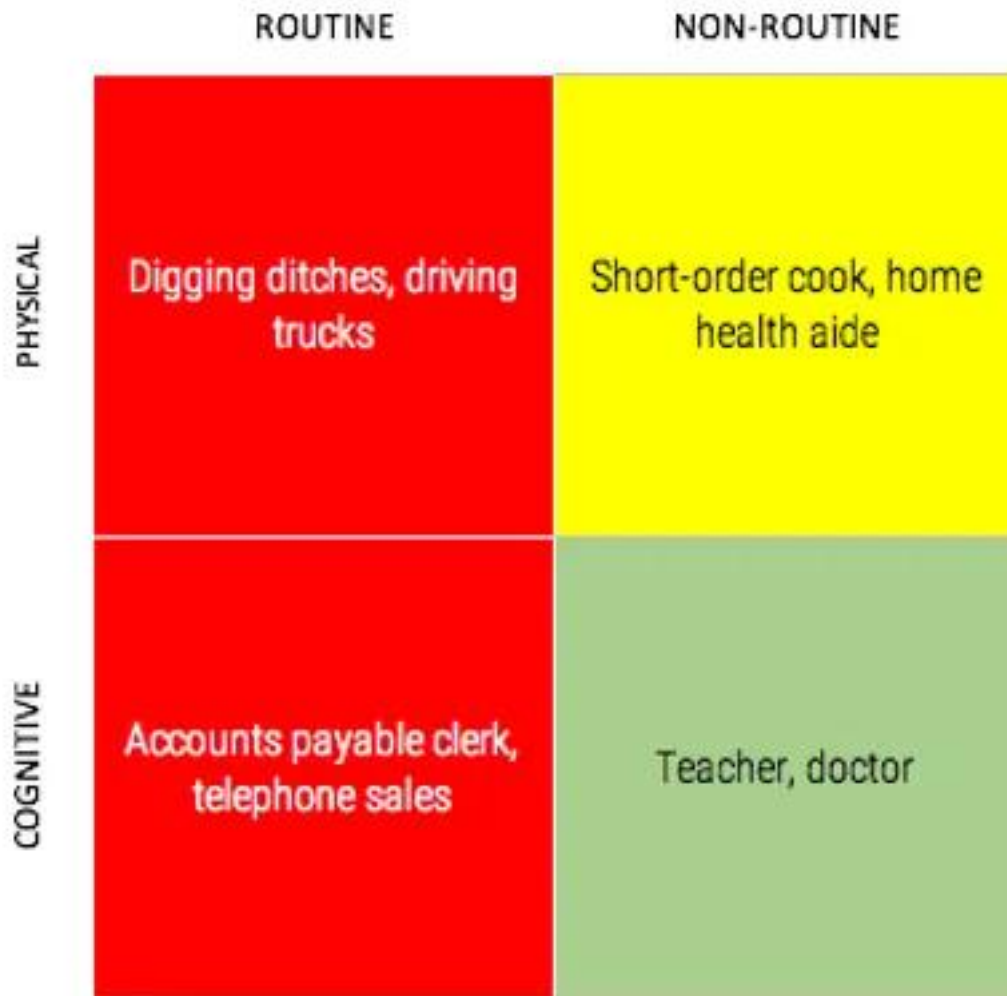 ROUTINE
NON-ROUTINE
PHYSICAL
Digging ditches, driving
trucks
Short-order cook, home
health aide
COGNITIVE
Accounts payable clerk,
telephone sales
Teacher, doctor